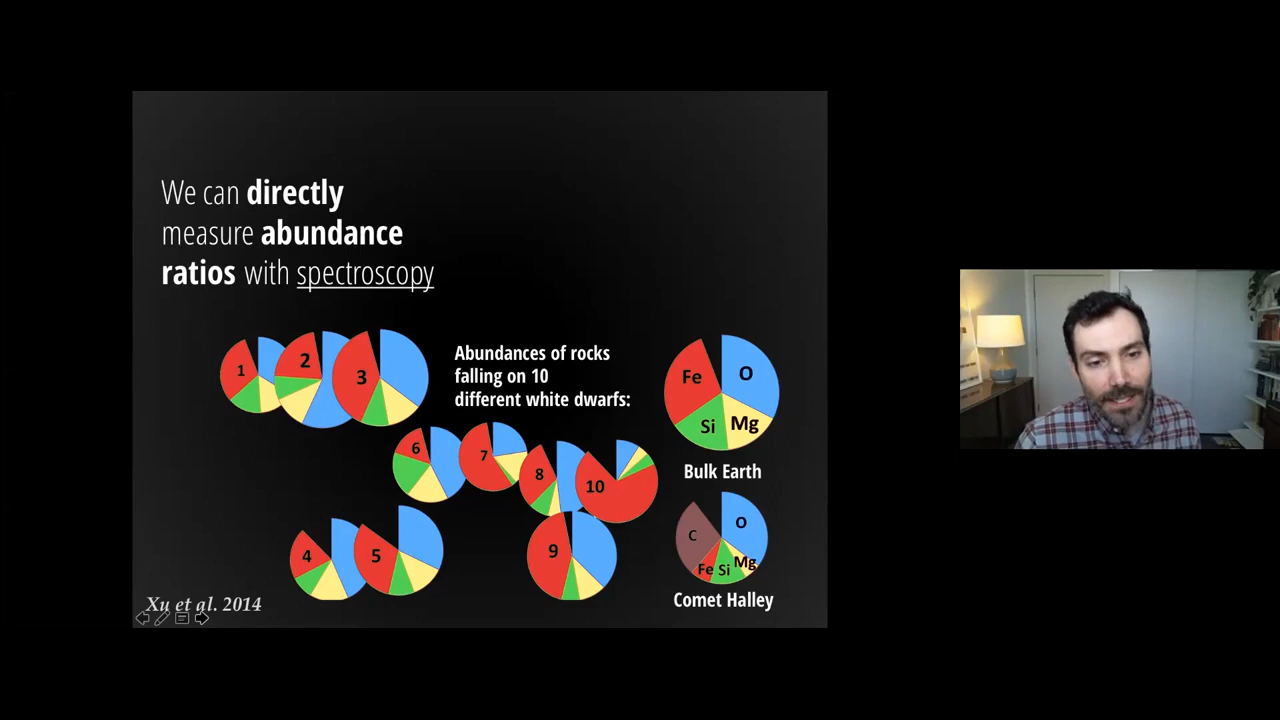 We can directly
measure abundance
ratios with spectroscopy
Abundances of rocks
falling on 10
different white dwarfs:
1
2
3
6
7
8
10
4
5
9
Fe
O
Si
Mg
Bulk Earth
C
O
Fe
Si
Mg
Comet Halley
Xu et al. 2014